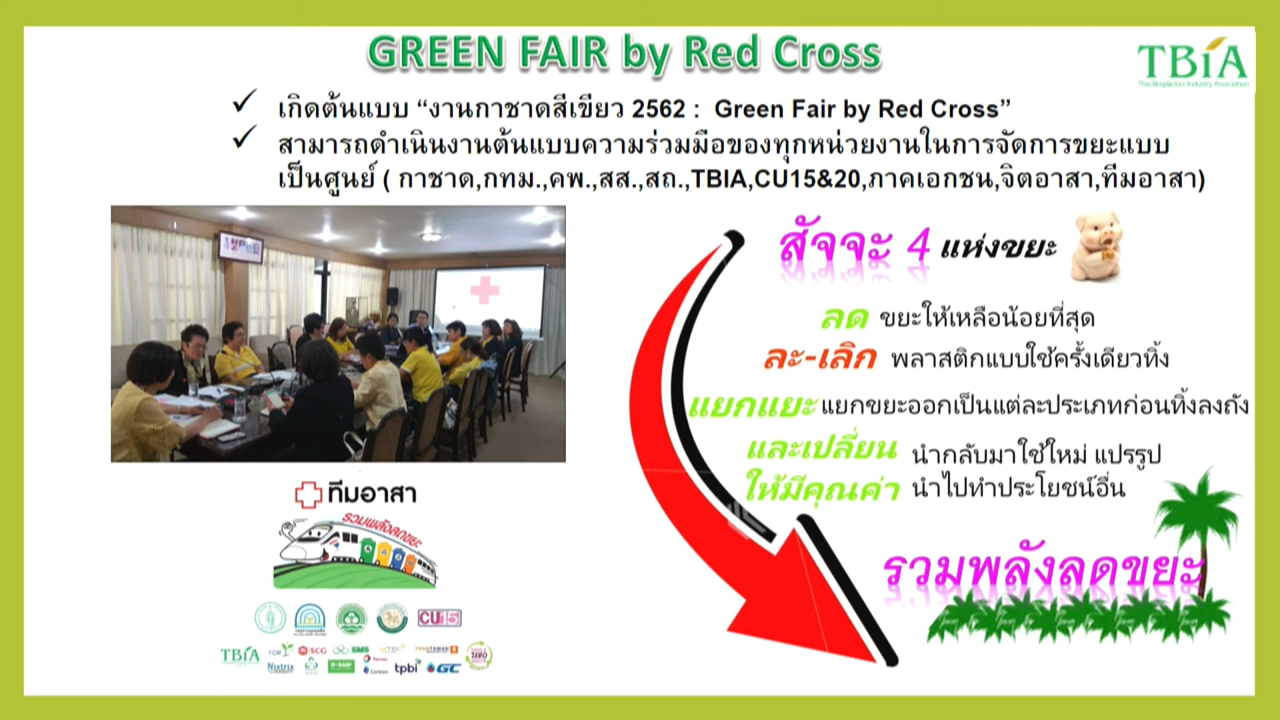 GREEN FAIR by Red Cross
TBiA
Thai Bioplastics Industry Association
✓ เกิดต้นแบบ “งานกาชาดสีเขียว 2562 : Green Fair by Red Cross”
✓ สามารถดำเนินงานต้นแบบความร่วมมือของทุกหน่วยงานในการจัดการขยะแบบ
เป็นศูนย์ ( กาชาด,กทม.,คพ.,สส.,สถ.,TBIA,CU15&20,ภาคเอกชน,จิตอาสา,ทีมอาสา)
สัจจะ 4 แห่งขยะ
ลด ขยะให้เหลือน้อยที่สุด
ละ-เลิก พลาสติกแบบใช้ครั้งเดียวทิ้ง
แยกแยะ แยกขยะออกเป็นแต่ละประเภทก่อนทิ้งลงถัง
และเปลี่ยน นำกลับมาใช้ใหม่ แปรรูป
ให้มีคุณค่า นำไปทำประโยชน์อื่น
รวมพลังลดขยะ
ทีมอาสา
รวมพลังลดขยะ
CU15
TBiA SCG SMS
Nixtrix BASF Total Corbion tpbi GC
ZERO